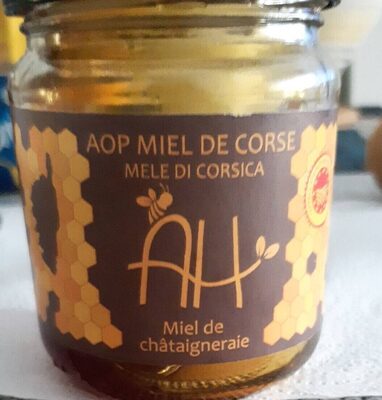 AOP MIEL DE CORSE
MELE DI CORSICA
AH
Miel de
châtaigneraie